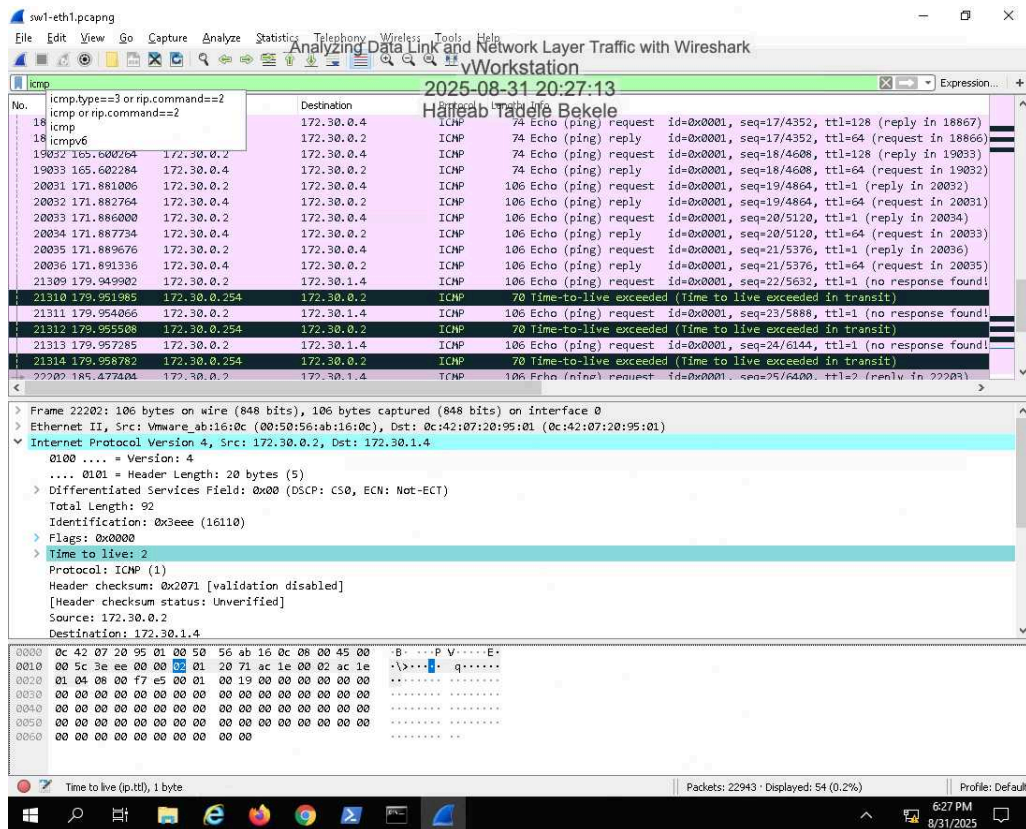 sw1-eth1.pcapng
File Edit View Go Capture Analyze Statistics Telephony Wireless Tools Help
Analyzing Data Link and Network Layer Traffic with Wireshark
vWorkstation
2025-08-31 20:27:13
Haileab Tadele Bekele
icmp
Expression...
icmp.type==3 or rip.command==2
icmp or rip.command==2
icmp
icmpv6
No. Destination Protocol Length Info
18 172.30.0.4 ICMP 74 Echo (ping) request id=0x0001, seq=17/4352, ttl=128 (reply in 18867)
18 172.30.0.2 ICMP 74 Echo (ping) reply id=0x0001, seq=17/4352, ttl=64 (request in 18866)
19032 165.600264 172.30.0.2 172.30.0.4 ICMP 74 Echo (ping) request id=0x0001, seq=18/4608, ttl=128 (reply in 19033)
19033 165.602284 172.30.0.4 172.30.0.2 ICMP 74 Echo (ping) reply id=0x0001, seq=18/4608, ttl=64 (request in 19032)
20031 171.881006 172.30.0.2 172.30.0.4 ICMP 106 Echo (ping) request id=0x0001, seq=19/4864, ttl=1 (reply in 20032)
20032 171.882764 172.30.0.4 172.30.0.2 ICMP 106 Echo (ping) reply id=0x0001, seq=19/4864, ttl=64 (request in 20031)
20033 171.886000 172.30.0.2 172.30.0.4 ICMP 106 Echo (ping) request id=0x0001, seq=20/5120, ttl=1 (reply in 20034)
20034 171.887734 172.30.0.4 172.30.0.2 ICMP 106 Echo (ping) reply id=0x0001, seq=20/5120, ttl=64 (request in 20033)
20035 171.889676 172.30.0.2 172.30.0.4 ICMP 106 Echo (ping) request id=0x0001, seq=21/5376, ttl=1 (reply in 20036)
20036 171.891336 172.30.0.4 172.30.0.2 ICMP 106 Echo (ping) reply id=0x0001, seq=21/5376, ttl=64 (request in 20035)
21309 179.949902 172.30.0.2 172.30.1.4 ICMP 106 Echo (ping) request id=0x0001, seq=22/5632, ttl=1 (no response found!
21310 179.951985 172.30.0.254 172.30.0.2 ICMP 70 Time-to-live exceeded (Time to live exceeded in transit)
21311 179.954066 172.30.0.2 172.30.1.4 ICMP 106 Echo (ping) request id=0x0001, seq=23/5888, ttl=1 (no response found!
21312 179.955508 172.30.0.254 172.30.0.2 ICMP 70 Time-to-live exceeded (Time to live exceeded in transit)
21313 179.957285 172.30.0.2 172.30.1.4 ICMP 106 Echo (ping) request id=0x0001, seq=24/6144, ttl=1 (no response found!
21314 179.958782 172.30.0.254 172.30.0.2 ICMP 70 Time-to-live exceeded (Time to live exceeded in transit)
22202 185.477404 172.30.0.2 172.30.1.4 ICMP 106 Echo (ping) request id=0x0001, seq=25/6400, ttl=2 (reply in 22203)
Frame 22202: 106 bytes on wire (848 bits), 106 bytes captured (848 bits) on interface 0
Ethernet II, Src: Vmware_ab:16:0c (00:50:56:ab:16:0c), Dst: 0c:42:07:20:95:01 (0c:42:07:20:95:01)
Internet Protocol Version 4, Src: 172.30.0.2, Dst: 172.30.1.4
0100 .... = Version: 4
.... 0101 = Header Length: 20 bytes (5)
Differentiated Services Field: 0x00 (DSCP: CS0, ECN: Not-ECT)
Total Length: 92
Identification: 0x3eee (16110)
Flags: 0x0000
Time to live: 2
Protocol: ICMP (1)
Header checksum: 0x2071 [validation disabled]
[Header checksum status: Unverified]
Source: 172.30.0.2
Destination: 172.30.1.4
0000 0c 42 07 20 95 01 00 50 56 ab 16 0c 08 00 45 00 ·B· ···P V·····E·
0010 00 5c 3e ee 00 00 02 01 20 71 ac 1e 00 02 ac 1e ·\>····· q······
0020 01 04 08 00 f7 e5 00 01 00 19 00 00 00 00 00 00 ········ ········
0030 00 00 00 00 00 00 00 00 00 00 00 00 00 00 00 00 ········ ········
0040 00 00 00 00 00 00 00 00 00 00 00 00 00 00 00 00 ········ ········
0050 00 00 00 00 00 00 00 00 00 00 00 00 00 00 00 00 ········ ········
0060 00 00 00 00 00 00 00 00 00 00 ········ ··
Time to live (ip.ttl), 1 byte
Packets: 22943 · Displayed: 54 (0.2%)
Profile: Default
6:27 PM
8/31/2025